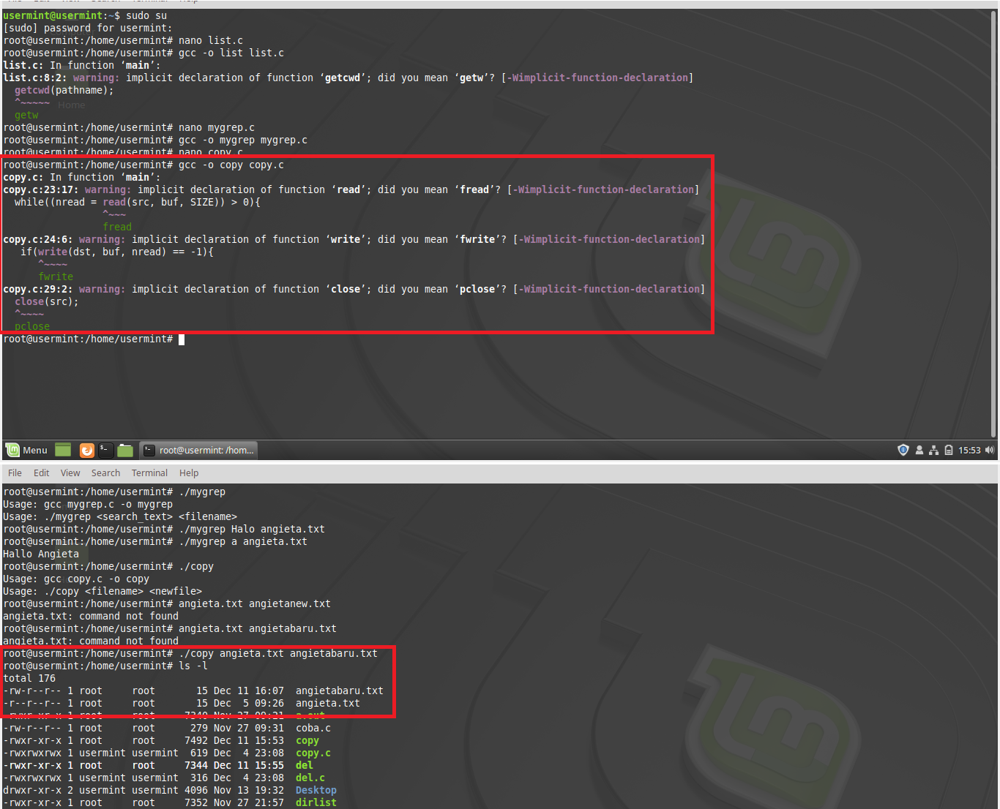 usermint@usermint:~$ sudo su
[sudo] password for usermint:
root@usermint:/home/usermint# nano list.c
root@usermint:/home/usermint# gcc -o list list.c
list.c: In function ‘main’:
list.c:8:2: warning: implicit declaration of function ‘getcwd’; did you mean ‘getw’? [-Wimplicit-function-declaration]
  getcwd(pathname);
  ^~~~~~
Home
  getw
root@usermint:/home/usermint# nano mygrep.c
root@usermint:/home/usermint# gcc -o mygrep mygrep.c
root@usermint:/home/usermint# nano copy.c
root@usermint:/home/usermint# gcc -o copy copy.c
copy.c: In function ‘main’:
copy.c:23:17: warning: implicit declaration of function ‘read’; did you mean ‘fread’? [-Wimplicit-function-declaration]
  while((nread = read(src, buf, SIZE)) > 0){
                 ^~~~
                 fread
copy.c:24:6: warning: implicit declaration of function ‘write’; did you mean ‘fwrite’? [-Wimplicit-function-declaration]
   if(write(dst, buf, nread) == -1){
      ^~~~~
      fwrite
copy.c:29:2: warning: implicit declaration of function ‘close’; did you mean ‘pclose’? [-Wimplicit-function-declaration]
  close(src);
  ^~~~~
  pclose
root@usermint:/home/usermint#
Menu
root@usermint: /hom...
15:53
File Edit View Search Terminal Help
root@usermint:/home/usermint# ./mygrep
Usage: gcc mygrep.c -o mygrep
Usage: ./mygrep <search_text> <filename>
root@usermint:/home/usermint# ./mygrep Halo angieta.txt
root@usermint:/home/usermint# ./mygrep a angieta.txt
Hallo Angieta
root@usermint:/home/usermint# ./copy
Usage: gcc copy.c -o copy
Usage: ./copy <filename> <newfile>
root@usermint:/home/usermint# angieta.txt angietanew.txt
angieta.txt: command not found
root@usermint:/home/usermint# angieta.txt angietabaru.txt
angieta.txt: command not found
root@usermint:/home/usermint# ./copy angieta.txt angietabaru.txt
root@usermint:/home/usermint# ls -l
total 176
-rw-r--r-- 1 root     root       15 Dec 11 16:07  angietabaru.txt
-r--r--r-- 1 root     root       15 Dec  5 09:26  angieta.txt
-rwxr-xr-x 1 root     root     7340 Nov 27 09:21  a.out
-rw-r--r-- 1 root     root      279 Nov 27 09:31  coba.c
-rwxr-xr-x 1 root     root     7492 Dec 11 15:53  copy
-rwxrwxrwx 1 usermint usermint  619 Dec  4 23:08  copy.c
-rwxr-xr-x 1 root     root     7344 Dec 11 15:55  del
-rwxrwxrwx 1 usermint usermint  316 Dec  4 23:08  del.c
drwxr-xr-x 2 usermint usermint 4096 Nov 13 19:32  Desktop
-rwxr-xr-x 1 root     root     7352 Nov 27 21:57  dirlist